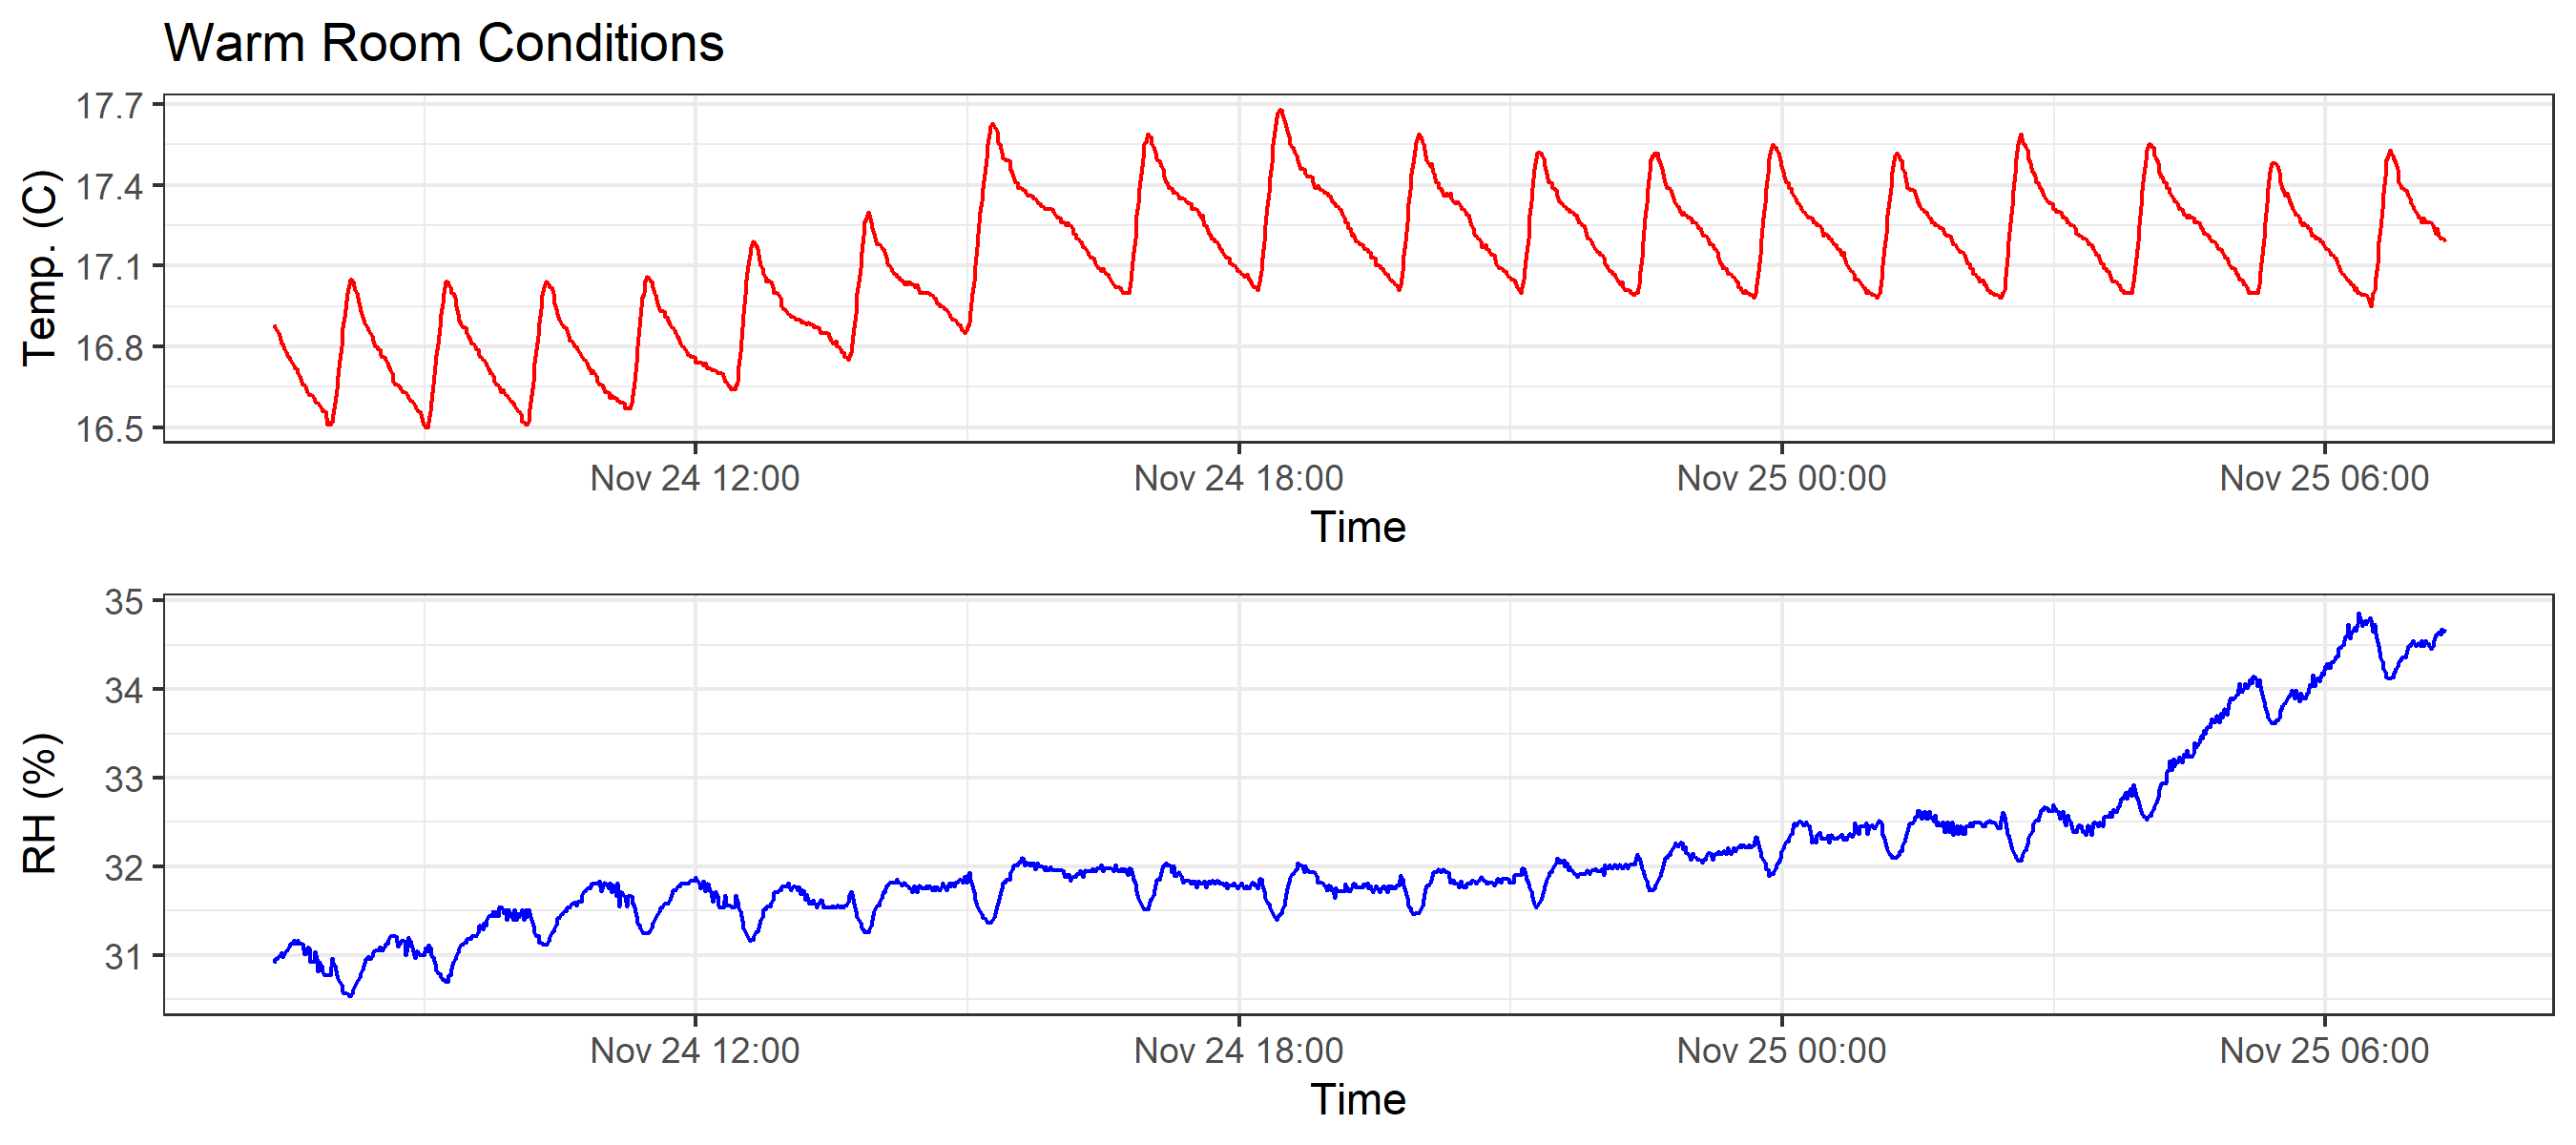 Warm Room Conditions
Temp. (C)
17.7
17.4
17.1
16.8
16.5
Nov 24 12:00 Nov 24 18:00 Nov 25 00:00 Nov 25 06:00
Time
RH (%)
35
34
33
32
31
Nov 24 12:00 Nov 24 18:00 Nov 25 00:00 Nov 25 06:00
Time